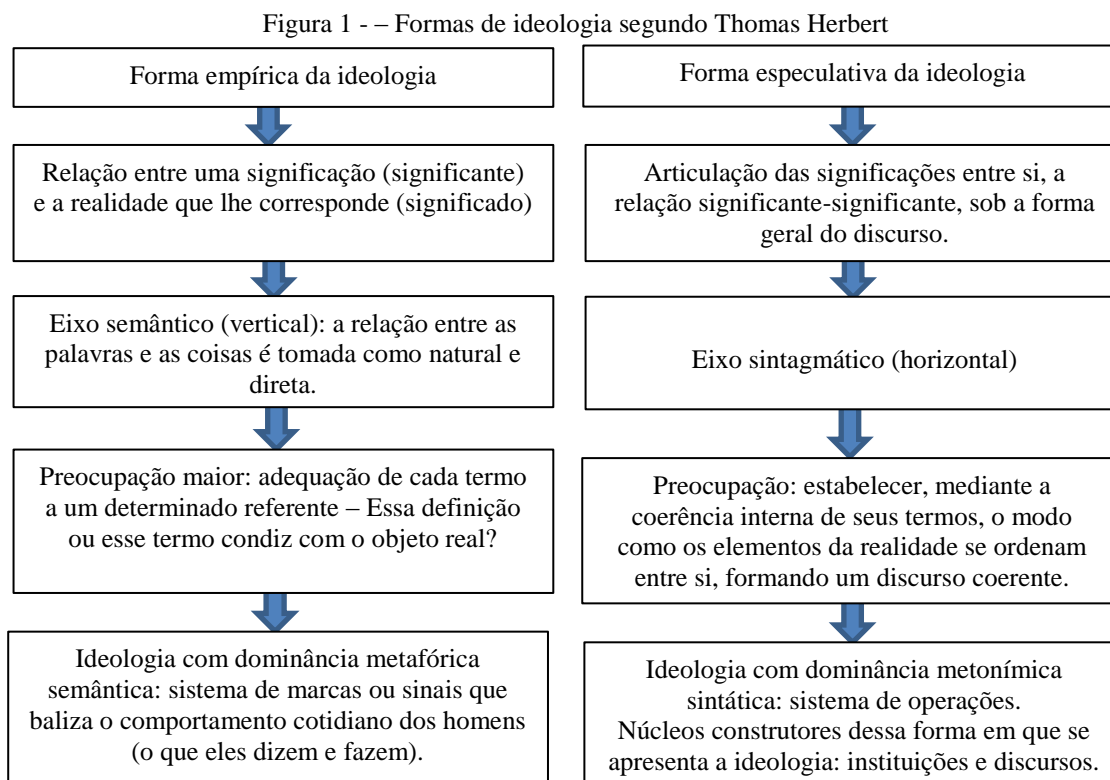 Figura 1 - – Formas de ideologia segundo Thomas Herbert
Forma empírica da ideologia
Relação entre uma significação (significante)
e a realidade que lhe corresponde (significado)
Eixo semântico (vertical): a relação entre as
palavras e as coisas é tomada como natural e
direta.
Preocupação maior: adequação de cada termo
a um determinado referente – Essa definição
ou esse termo condiz com o objeto real?
Ideologia com dominância metafórica
semântica: sistema de marcas ou sinais que
baliza o comportamento cotidiano dos homens
(o que eles dizem e fazem).
Forma especulativa da ideologia
Articulação das significações entre si, a
relação significante-significante, sob a forma
geral do discurso.
Eixo sintagmático (horizontal)
Preocupação: estabelecer, mediante a
coerência interna de seus termos, o modo
como os elementos da realidade se ordenam
entre si, formando um discurso coerente.
Ideologia com dominância metonímica
sintática: sistema de operações.
Núcleos construtores dessa forma em que se
apresenta a ideologia: instituições e discursos.